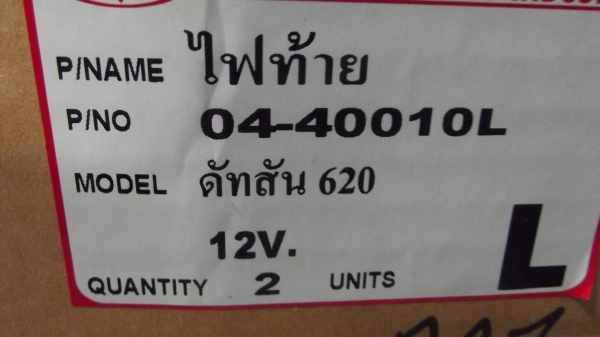 P/NAME ไฟท้าย
P/NO 04-40010L
MODEL ดัทสัน 620
12V.
L
QUANTITY 2 UNITS